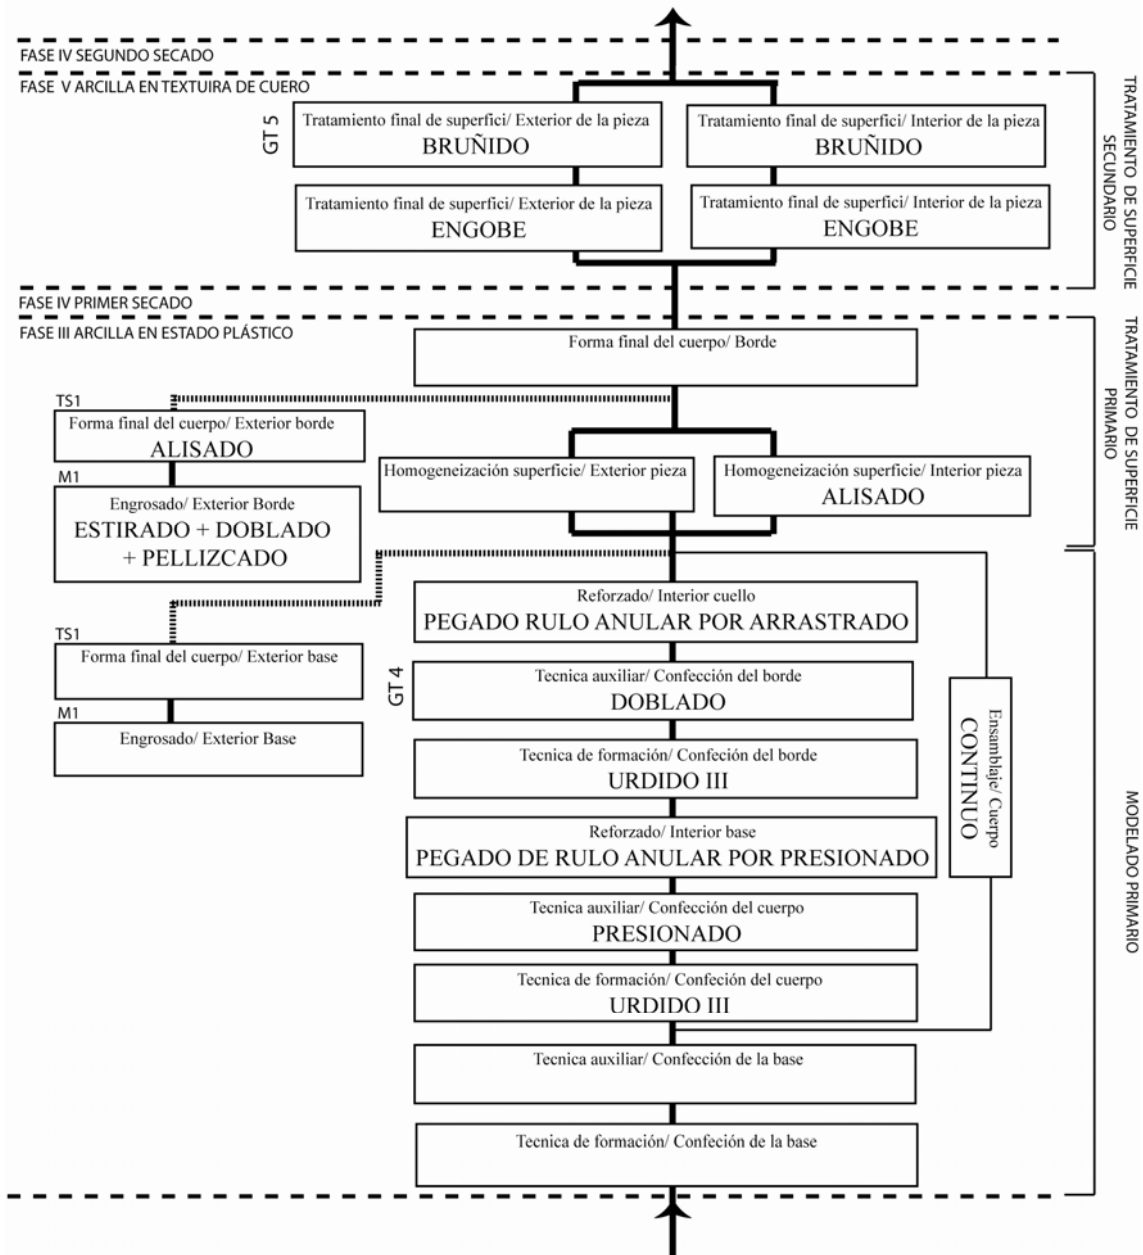 FASE IV SEGUNDO SECADO
FASE V ARCILLA EN TEXTUIRA DE CUERO
TRATAMIENTO DE SUPERFICIE
SECUNDARIO
GT 5
Tratamiento final de superfici/ Exterior de la pieza
BRUÑIDO
Tratamiento final de superfici/ Interior de la pieza
BRUÑIDO
Tratamiento final de superfici/ Exterior de la pieza
ENGOBE
Tratamiento final de superfici/ Interior de la pieza
ENGOBE
FASE IV PRIMER SECADO
FASE III ARCILLA EN ESTADO PLÁSTICO
TRATAMIENTO DE SUPERFICIE
PRIMARIO
Forma final del cuerpo/ Borde
TS1
Forma final del cuerpo/ Exterior borde
ALISADO
M1
Engrosado/ Exterior Borde
ESTIRADO + DOBLADO
+ PELLIZCADO
Homogeneización superficie/ Exterior pieza
Homogeneización superficie/ Interior pieza
ALISADO
TS1
Forma final del cuerpo/ Exterior base
M1
Engrosado/ Exterior Base
MODELADO PRIMARIO
GT 4
Reforzado/ Interior cuello
PEGADO RULO ANULAR POR ARRASTRADO
Tecnica auxiliar/ Confección del borde
DOBLADO
Tecnica de formación/ Confeción del borde
URDIDO III
Ensamblaje/ Cuerpo
CONTINUO
Reforzado/ Interior base
PEGADO DE RULO ANULAR POR PRESIONADO
Tecnica auxiliar/ Confección del cuerpo
PRESIONADO
Tecnica de formación/ Confeción del cuerpo
URDIDO III
Tecnica auxiliar/ Confección de la base
Tecnica de formación/ Confeción de la base